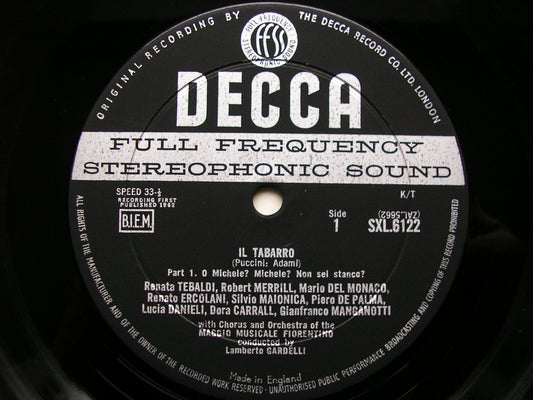 ORIGINAL RECORDING BY
THE DECCA RECORD CO. LTD. LONDON
FULL FREQUENCY
ffss
STEREOPHONIC SOUND
DECCA
FULL FREQUENCY
STEREOPHONIC SOUND
SPEED 33-⅓
K/T
RECORDING FIRST
PUBLISHED 1962
B.I.E.M.
Side
1
(ZAL.5662)
SXL.6122
IL TABARRO
(Puccini: Adami)
Part 1. O Michele? Michele? Non sei stanco?
Renata TEBALDI, Robert MERRILL, Mario DEL MONACO,
Renato ERCOLANI, Silvio MAIONICA, Piero DE PALMA,
Lucia DANIELI, Dora CARRALL, Gianfranco MANGANOTTI
with Chorus and Orchestra of the
MAGGIO MUSICALE FIORENTINO
conducted by
Lamberto GARDELLI
Made in England
ALL RIGHTS OF THE MANUFACTURER AND OF THE OWNER OF THE RECORDED WORK RESERVED · UNAUTHORISED PUBLIC PERFORMANCE BROADCASTING AND COPYING OF THIS RECORD PROHIBITED